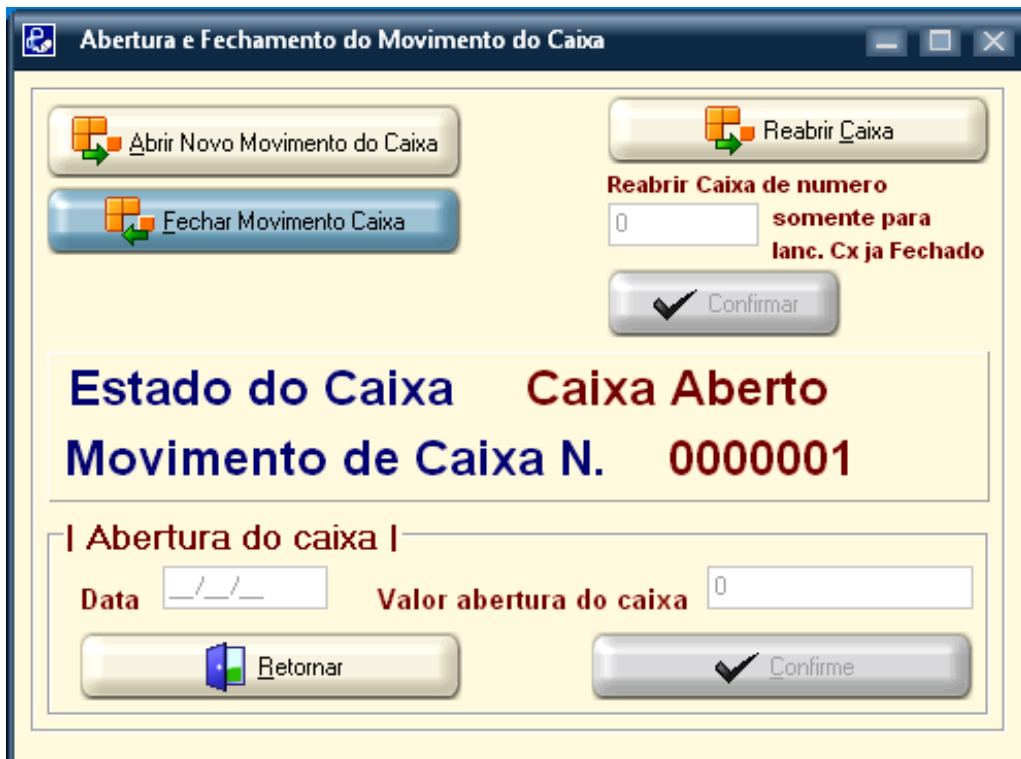 Abertura e Fechamento do Movimento do Caixa
Abrir Novo Movimento do Caixa
Reabrir Caixa
Fechar Movimento Caixa
Reabrir Caixa de numero
0
somente para
lanc. Cx ja Fechado
Confirmar
Estado do Caixa Caixa Aberto
Movimento de Caixa N. 0000001
| Abertura do caixa |
Data __/__/__ Valor abertura do caixa 0
Retornar
Confirme